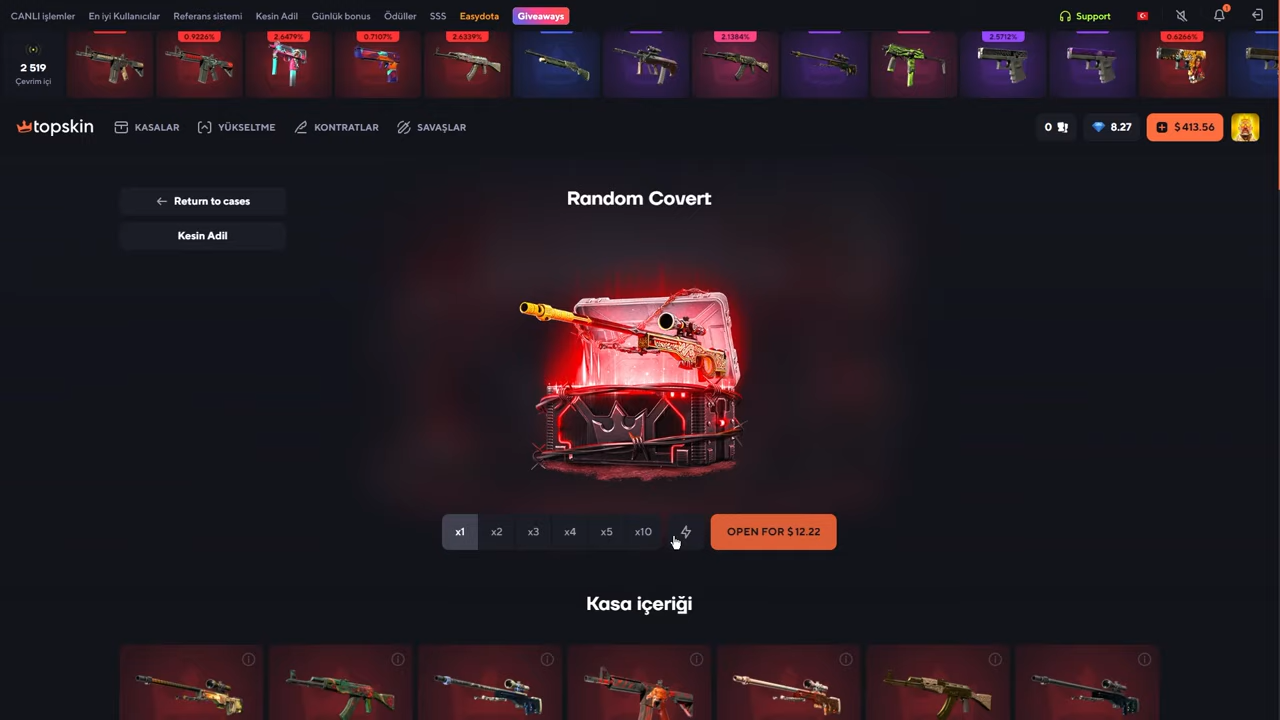 CANLI işlemler En iyi Kullanıcılar Referans sistemi Kesin Adil Günlük bonus Ödüller SSS Easydota Giveaways Support 1
0.9226% 2.6479% 0.7107% 2.6339% 2.1384% 2.5712% 0.6266%
2 519
Çevrim içi
topskin KASALAR YÜKSELTME KONTRATLAR SAVAŞLAR 0 8.27 $ 413.56
Return to cases
Kesin Adil
Random Covert
x1 x2 x3 x4 x5 x10 OPEN FOR $ 12.22
Kasa içeriği